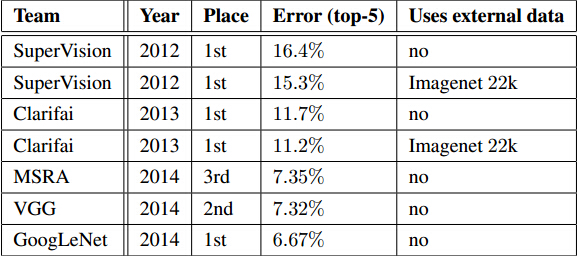 Team Year Place Error (top-5) Uses external data
SuperVision 2012 1st 16.4% no
SuperVision 2012 1st 15.3% Imagenet 22k
Clarifai 2013 1st 11.7% no
Clarifai 2013 1st 11.2% Imagenet 22k
MSRA 2014 3rd 7.35% no
VGG 2014 2nd 7.32% no
GoogLeNet 2014 1st 6.67% no